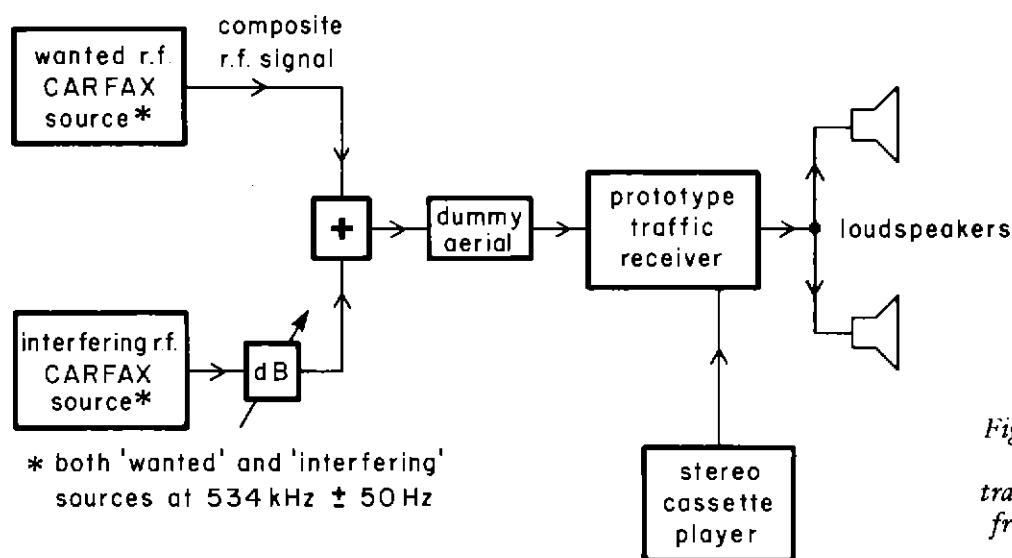 wanted r.f.
CARFAX
source*
composite
r.f. signal
+
dummy
aerial
prototype
traffic
receiver
loudspeakers
interfering r.f.
CARFAX
source*
dB
* both 'wanted' and 'interfering'
sources at 534 kHz ± 50 Hz
stereo
cassette
player